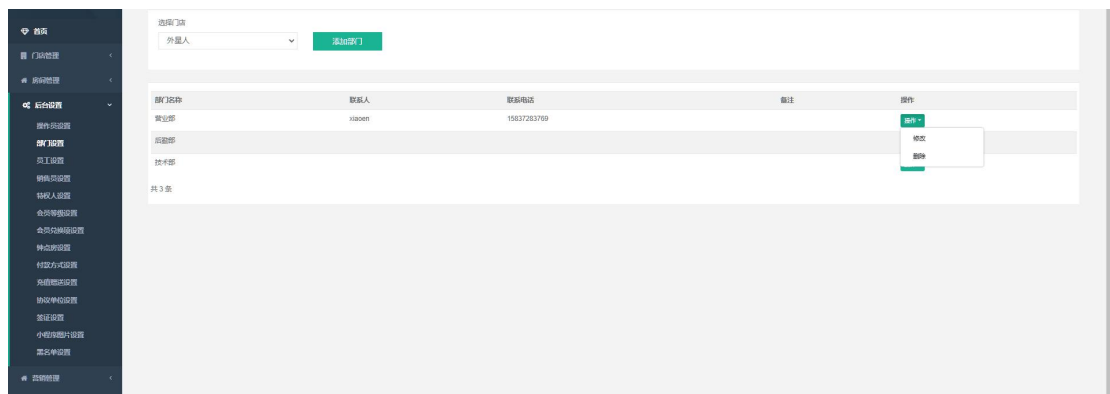 首页
门店管理
房间管理
后台设置
操作员设置
部门设置
员工设置
销售员设置
特权人设置
会员等级设置
会员兑换设置
钟点房设置
付款方式设置
充值赠送设置
协议单位设置
签证设置
小程序图片设置
黑名单设置
营销管理
选择门店
外星人 添加部门
部门名称 联系人 联系电话 备注 操作
营业部 xiaoen 15837283769 操作
修改
后勤部
删除
技术部
共 3 条